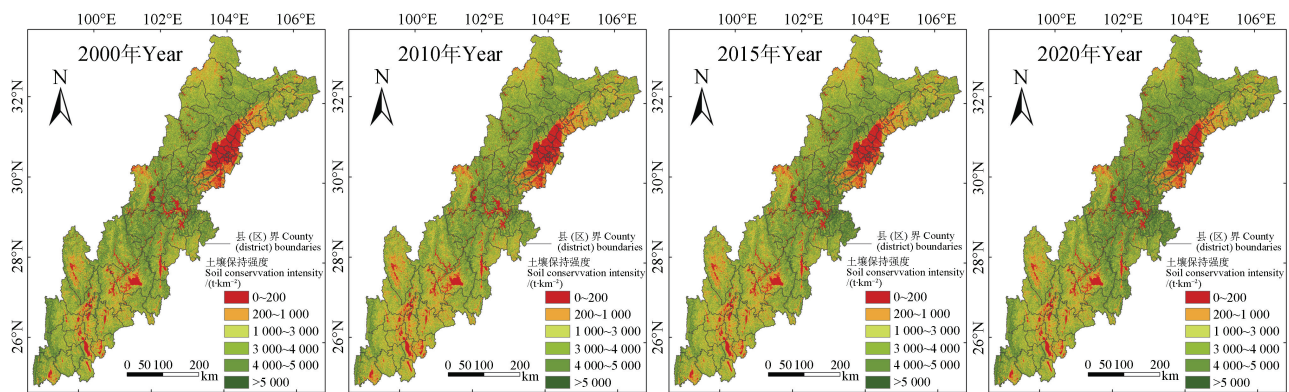 100°E 102°E 104°E 106°E
2000年Year
N
32°N
30°N
28°N
26°N
县 (区) 界 County
(district) boundaries
土壤保持强度
Soil conservvation intensity
/(t·km⁻²)
0~200
200~1 000
1 000~3 000
3 000~4 000
4 000~5 000
>5 000
0 50 100 200
km
100°E 102°E 104°E 106°E
2010年Year
N
32°N
30°N
28°N
26°N
县 (区) 界 County
(district) boundaries
土壤保持强度
Soil conservvation intensity
/(t·km⁻²)
0~200
200~1 000
1 000~3 000
3 000~4 000
4 000~5 000
>5 000
0 50 100 200
km
100°E 102°E 104°E 106°E
2015年Year
N
32°N
30°N
28°N
26°N
县 (区) 界 County
(district) boundaries
土壤保持强度
Soil conservvation intensity
/(t·km⁻²)
0~200
200~1 000
1 000~3 000
3 000~4 000
4 000~5 000
>5 000
0 50 100 200
km
100°E 102°E 104°E 106°E
2020年Year
N
32°N
30°N
28°N
26°N
县 (区) 界 County
(district) boundaries
土壤保持强度
Soil conservvation intensity
/(t·km⁻²)
0~200
200~1 000
1 000~3 000
3 000~4 000
4 000~5 000
>5 000
0 50 100 200
km